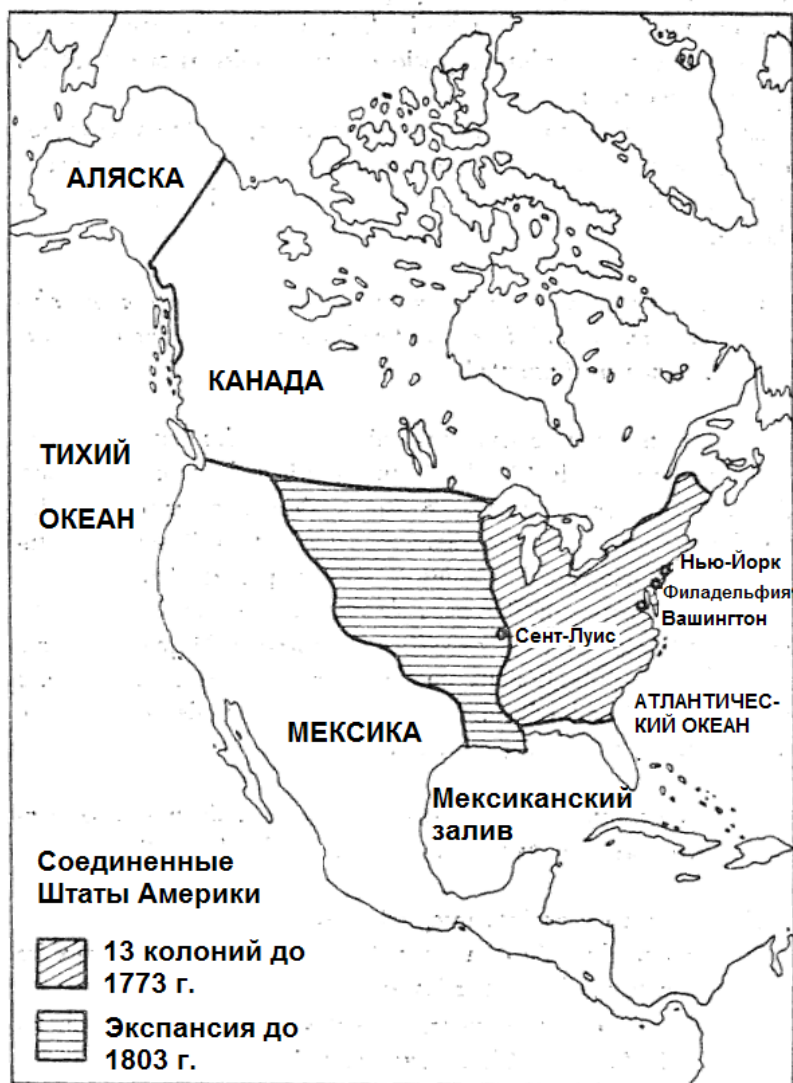 АЛЯСКА
КАНАДА
ТИХИЙ
ОКЕАН
Нью-Йорк
Филадельфия
Вашингтон
Сент-Луис
АТЛАНТИЧЕС-
КИЙ ОКЕАН
МЕКСИКА
Мексиканский
залив
Соединенные
Штаты Америки
13 колоний до
1773 г.
Экспансия до
1803 г.